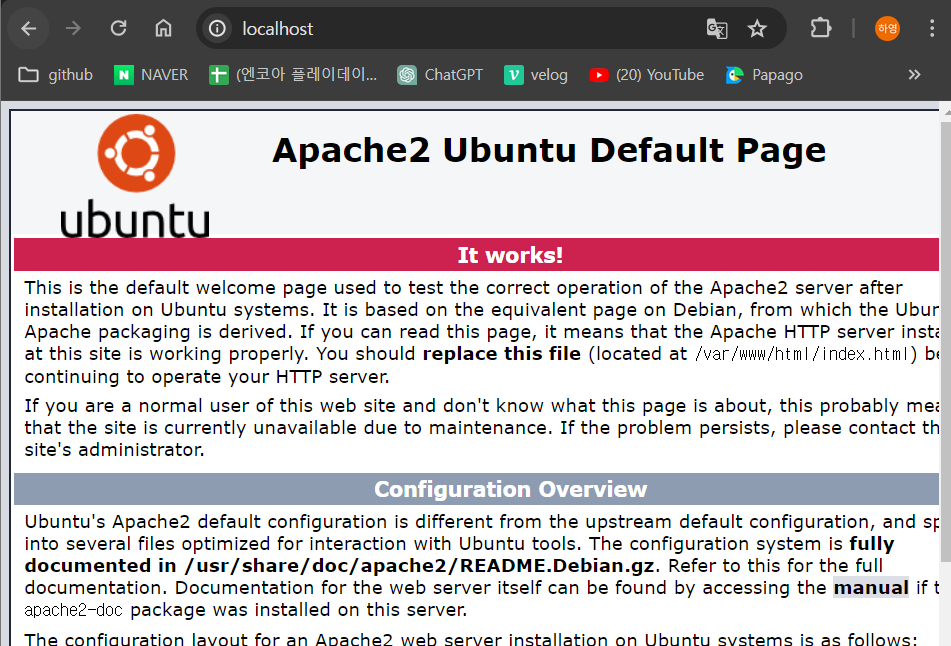 localhost
하영
github
NAVER
(엔코아 플레이데이...
ChatGPT
velog
(20) YouTube
Papago
ubuntu
Apache2 Ubuntu Default Page
It works!
This is the default welcome page used to test the correct operation of the Apache2 server after
installation on Ubuntu systems. It is based on the equivalent page on Debian, from which the
Apache packaging is derived. If you can read this page, it means that the Apache HTTP server
at this site is working properly. You should replace this file (located at /var/www/html/index.html)
continuing to operate your HTTP server.
If you are a normal user of this web site and don't know what this page is about, this probably
that the site is currently unavailable due to maintenance. If the problem persists, please contact
site's administrator.
Configuration Overview
Ubuntu's Apache2 default configuration is different from the upstream default configuration, and
into several files optimized for interaction with Ubuntu tools. The configuration system is fully
documented in /usr/share/doc/apache2/README.Debian.gz. Refer to this for the full
documentation. Documentation for the web server itself can be found by accessing the manual if
apache2-doc package was installed on this server.
The configuration layout for an Apache2 web server installation on Ubuntu systems is as follows: